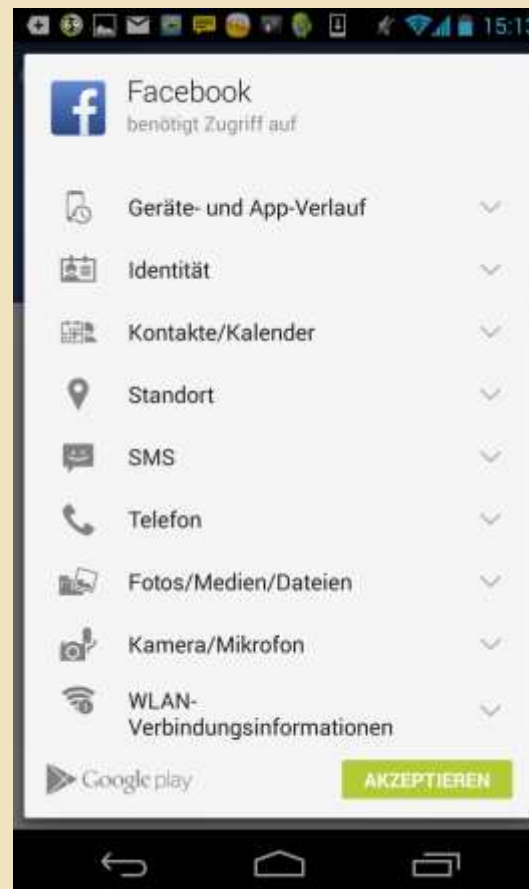 15:13
Facebook
benötigt Zugriff auf
Geräte- und App-Verlauf
Identität
Kontakte/Kalender
Standort
SMS
Telefon
Fotos/Medien/Dateien
Kamera/Mikrofon
WLAN-
Verbindungsinformationen
Google play
AKZEPTIEREN